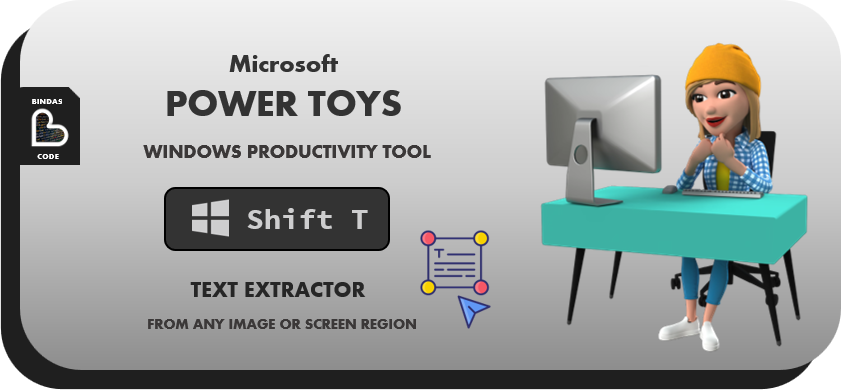 Microsoft
POWER TOYS
BINDAS
CODE
WINDOWS PRODUCTIVITY TOOL
Shift T
T
TEXT EXTRACTOR
FROM ANY IMAGE OR SCREEN REGION